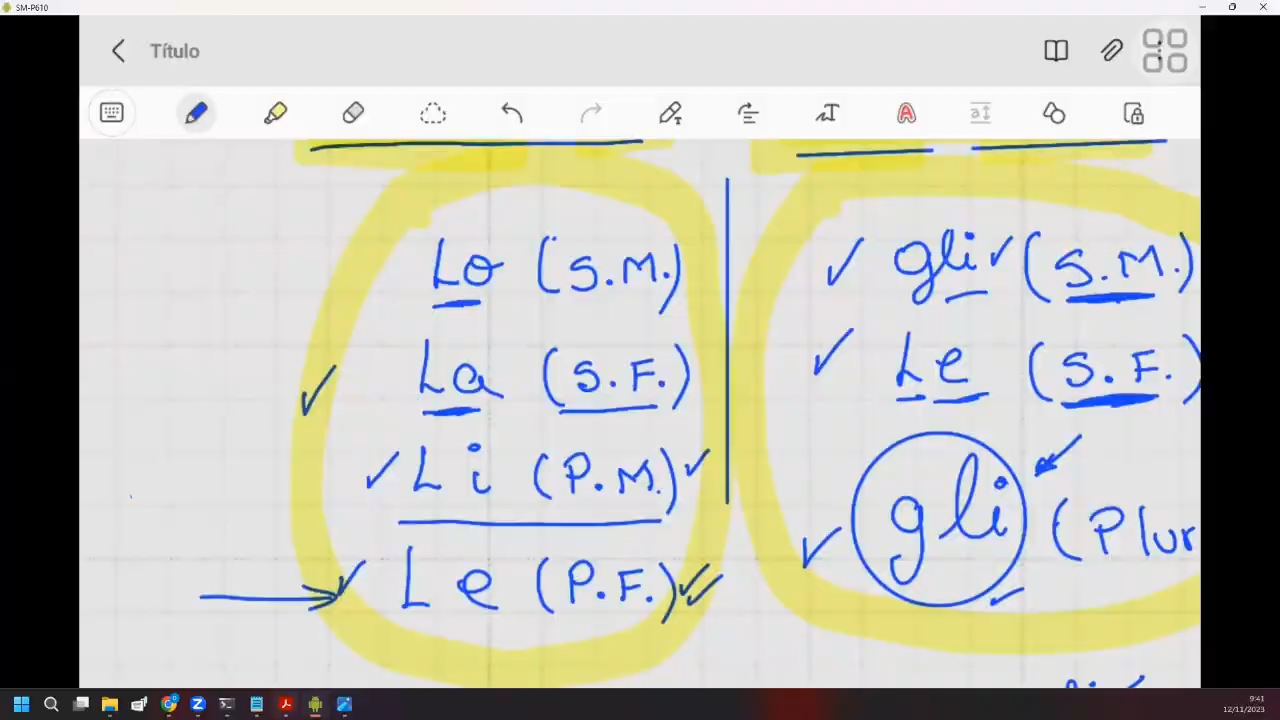 SM-P610
Título
Lo (S.M.)
La (S.F.)
Li (P.M.)
Le (P.F.)
gli (S.M.)
Le (S.F.)
gli (Plur
9:41
12/11/2023